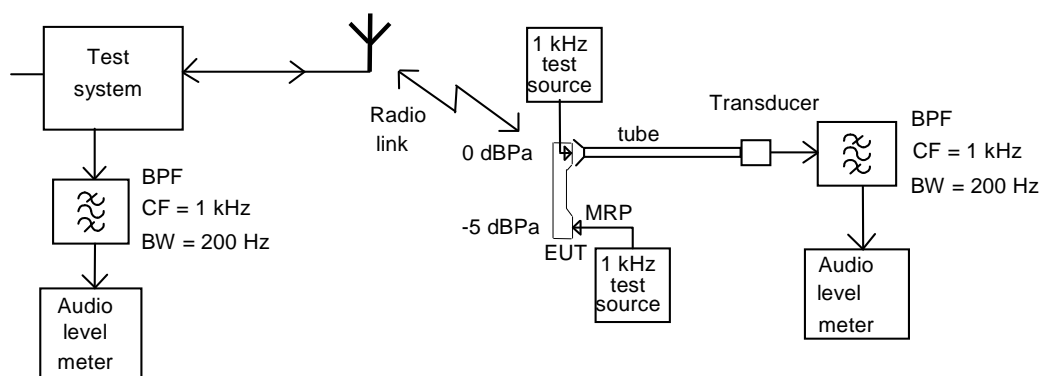 Test
system
BPF
CF = 1 kHz
BW = 200 Hz
Audio
level
meter
Radio
link
1 kHz
test
source
0 dBPa
-5 dBPa
MRP
EUT
1 kHz
test
source
tube
Transducer
BPF
CF = 1 kHz
BW = 200 Hz
Audio
level
meter